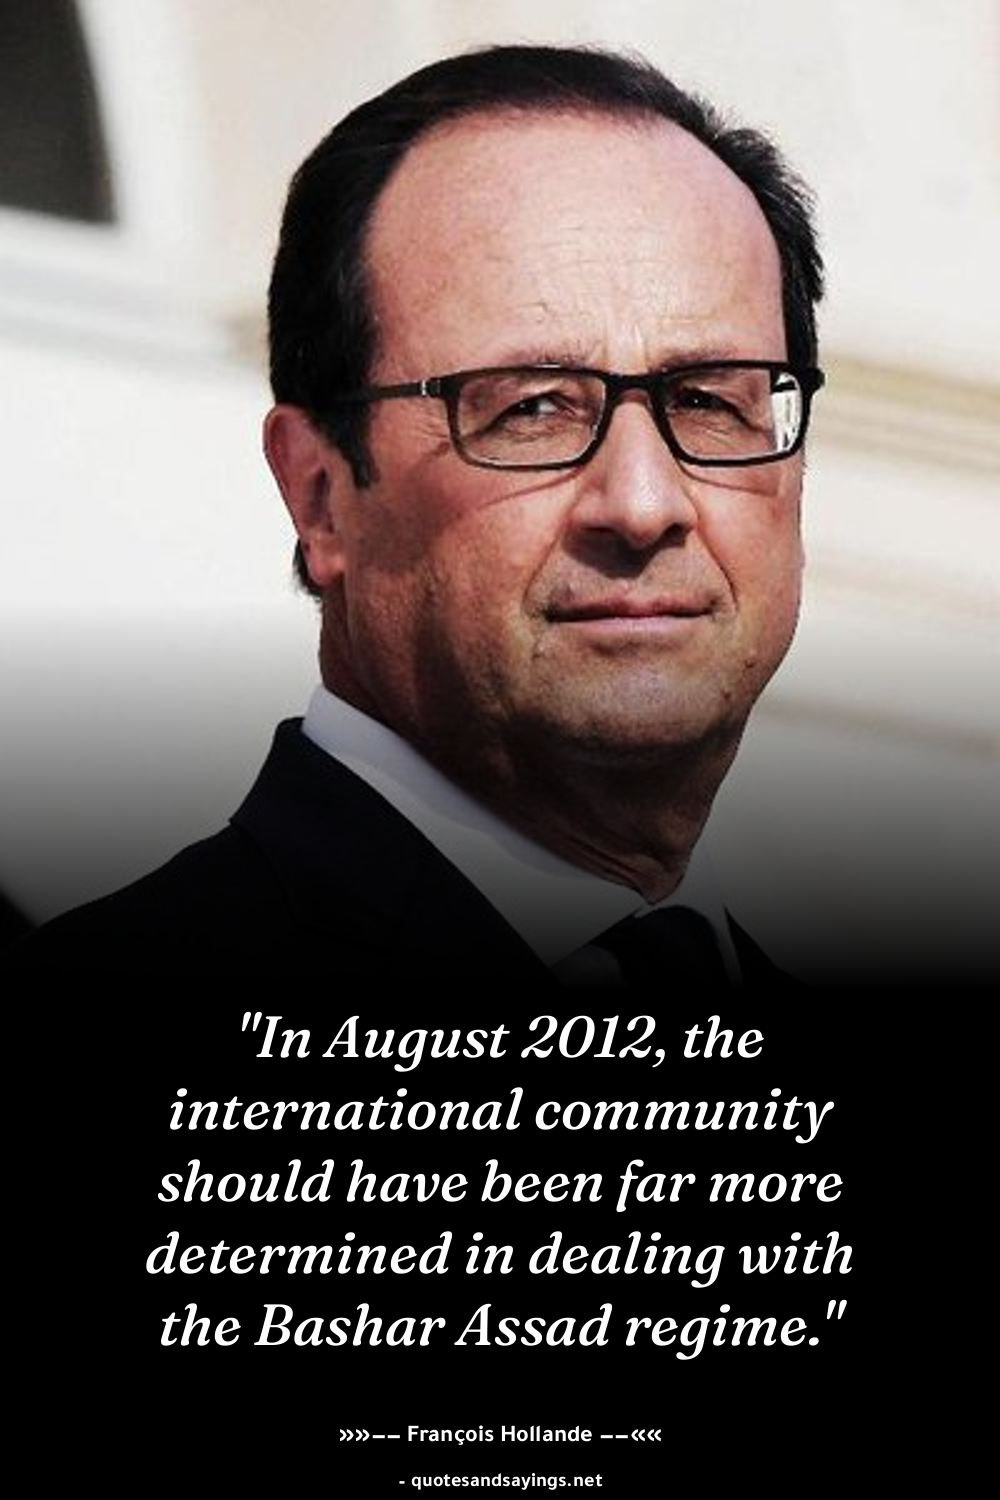 "In August 2012, the
international community
should have been far more
determined in dealing with
the Bashar Assad regime."
»»–– François Hollande ––««
- quotesandsayings.net